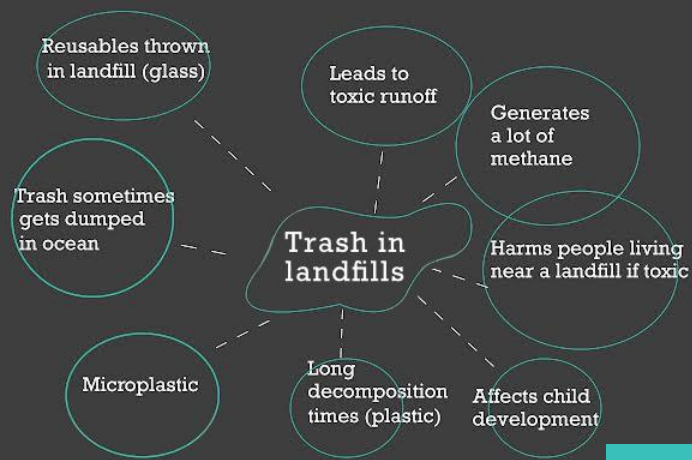 Reusables thrown
in landfill (glass)
Leads to
toxic runoff
Generates
a lot of
methane
Trash sometimes
gets dumped
in ocean
Trash in
landfills
Harms people living
near a landfill if toxic
Microplastic
Long
decomposition
times (plastic)
Affects child
development